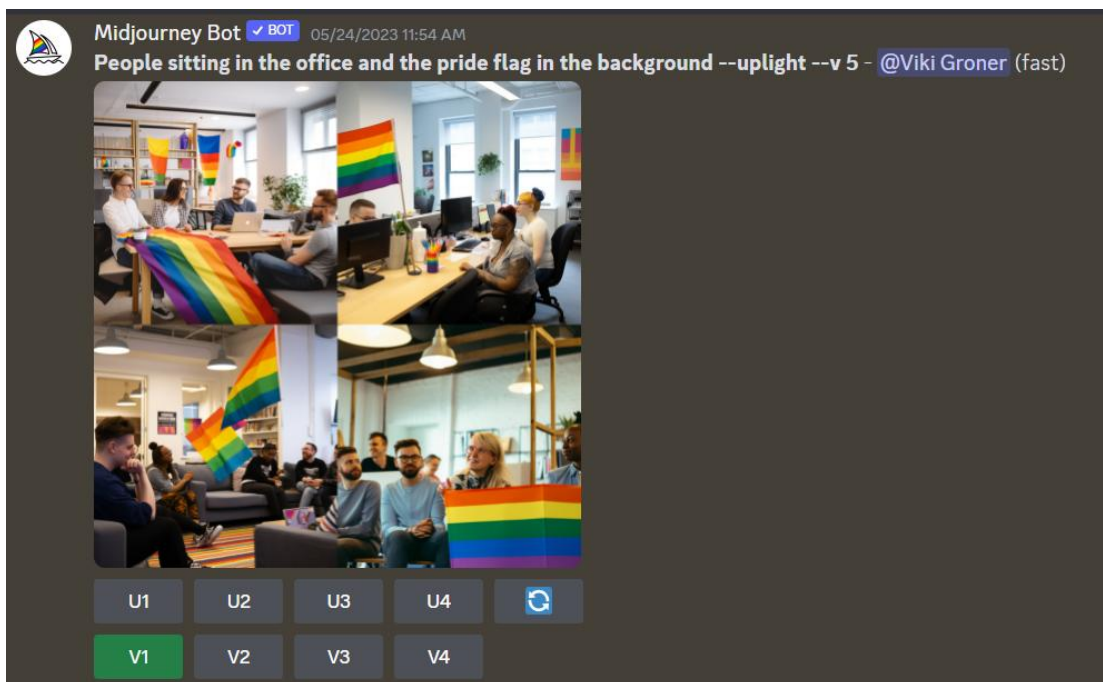 Midjourney Bot ✓ BOT 05/24/2023 11:54 AM
People sitting in the office and the pride flag in the background --uplight --v 5 - @Viki Groner (fast)
U1 U2 U3 U4
V1 V2 V3 V4